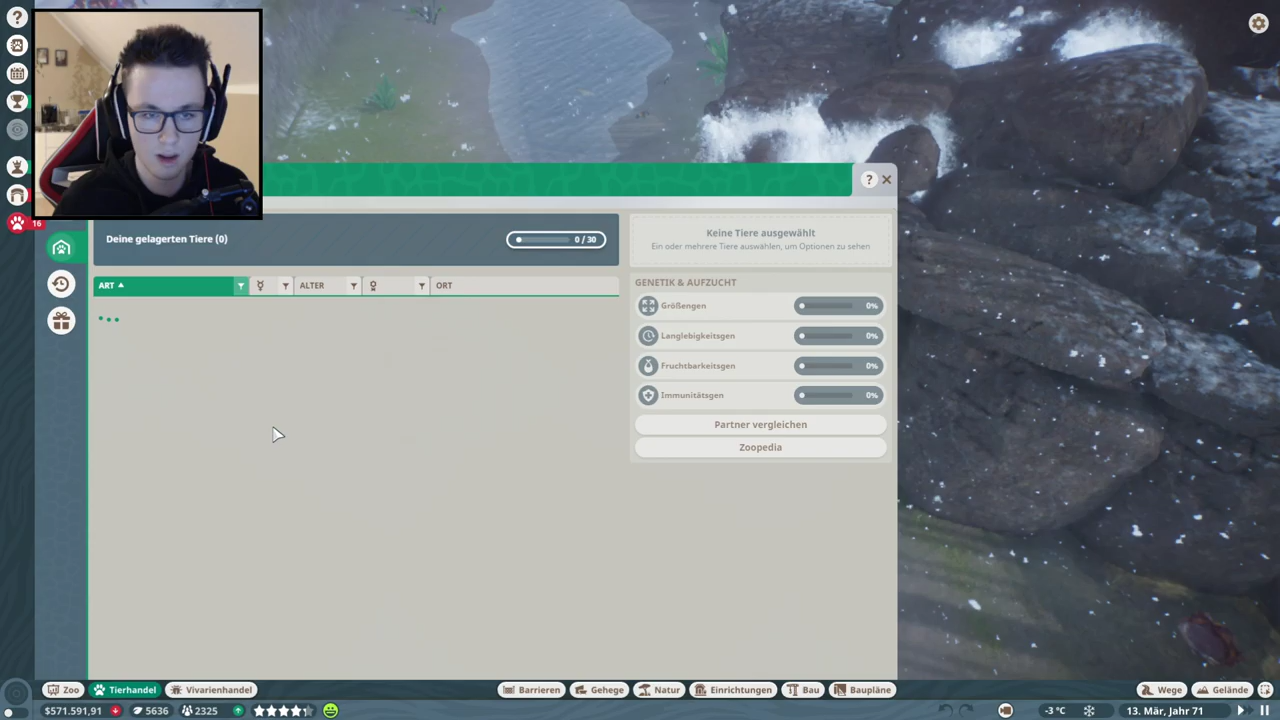 16
Deine gelagerten Tiere (0)
0 / 30
ART
ALTER
ORT
?
Keine Tiere ausgewählt
Ein oder mehrere Tiere auswählen, um Optionen zu sehen
GENETIK & AUFZUCHT
Größengen 0%
Langlebigkeitsgen 0%
Fruchtbarkeitsgen 0%
Immunitätsgen 0%
Partner vergleichen
Zoopedia
Zoo Tierhandel Vivarienhandel Barrieren Gehege Natur Einrichtungen Bau Baupläne Wege Gelände
$571.591,91 5636 2325 -3 °C 13. Mär, Jahr 71